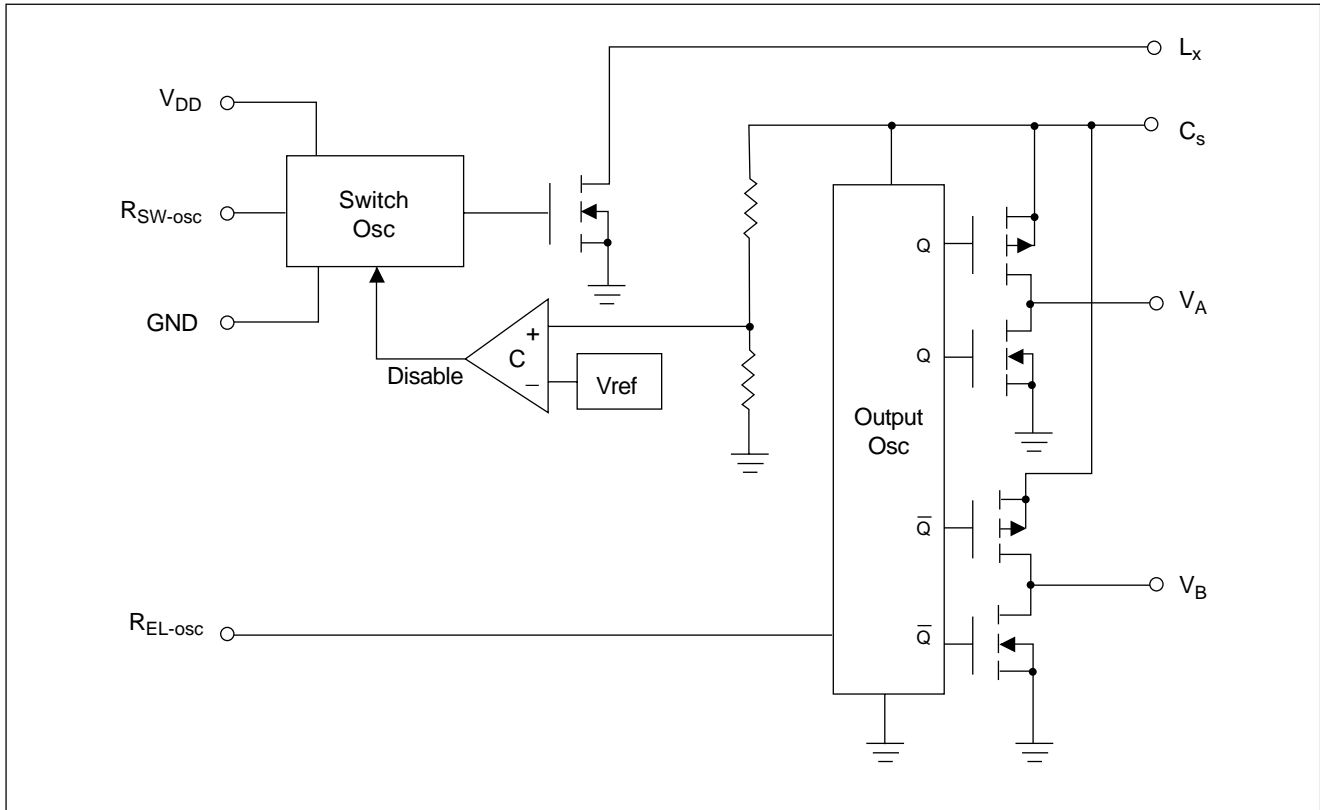 Lx
VDD
Cs
Switch
Osc
RSW-osc
Q
GND
VA
+
C
Disable
−
Vref
Q
Output
Osc
Q̅
VB
REL-osc
Q̅